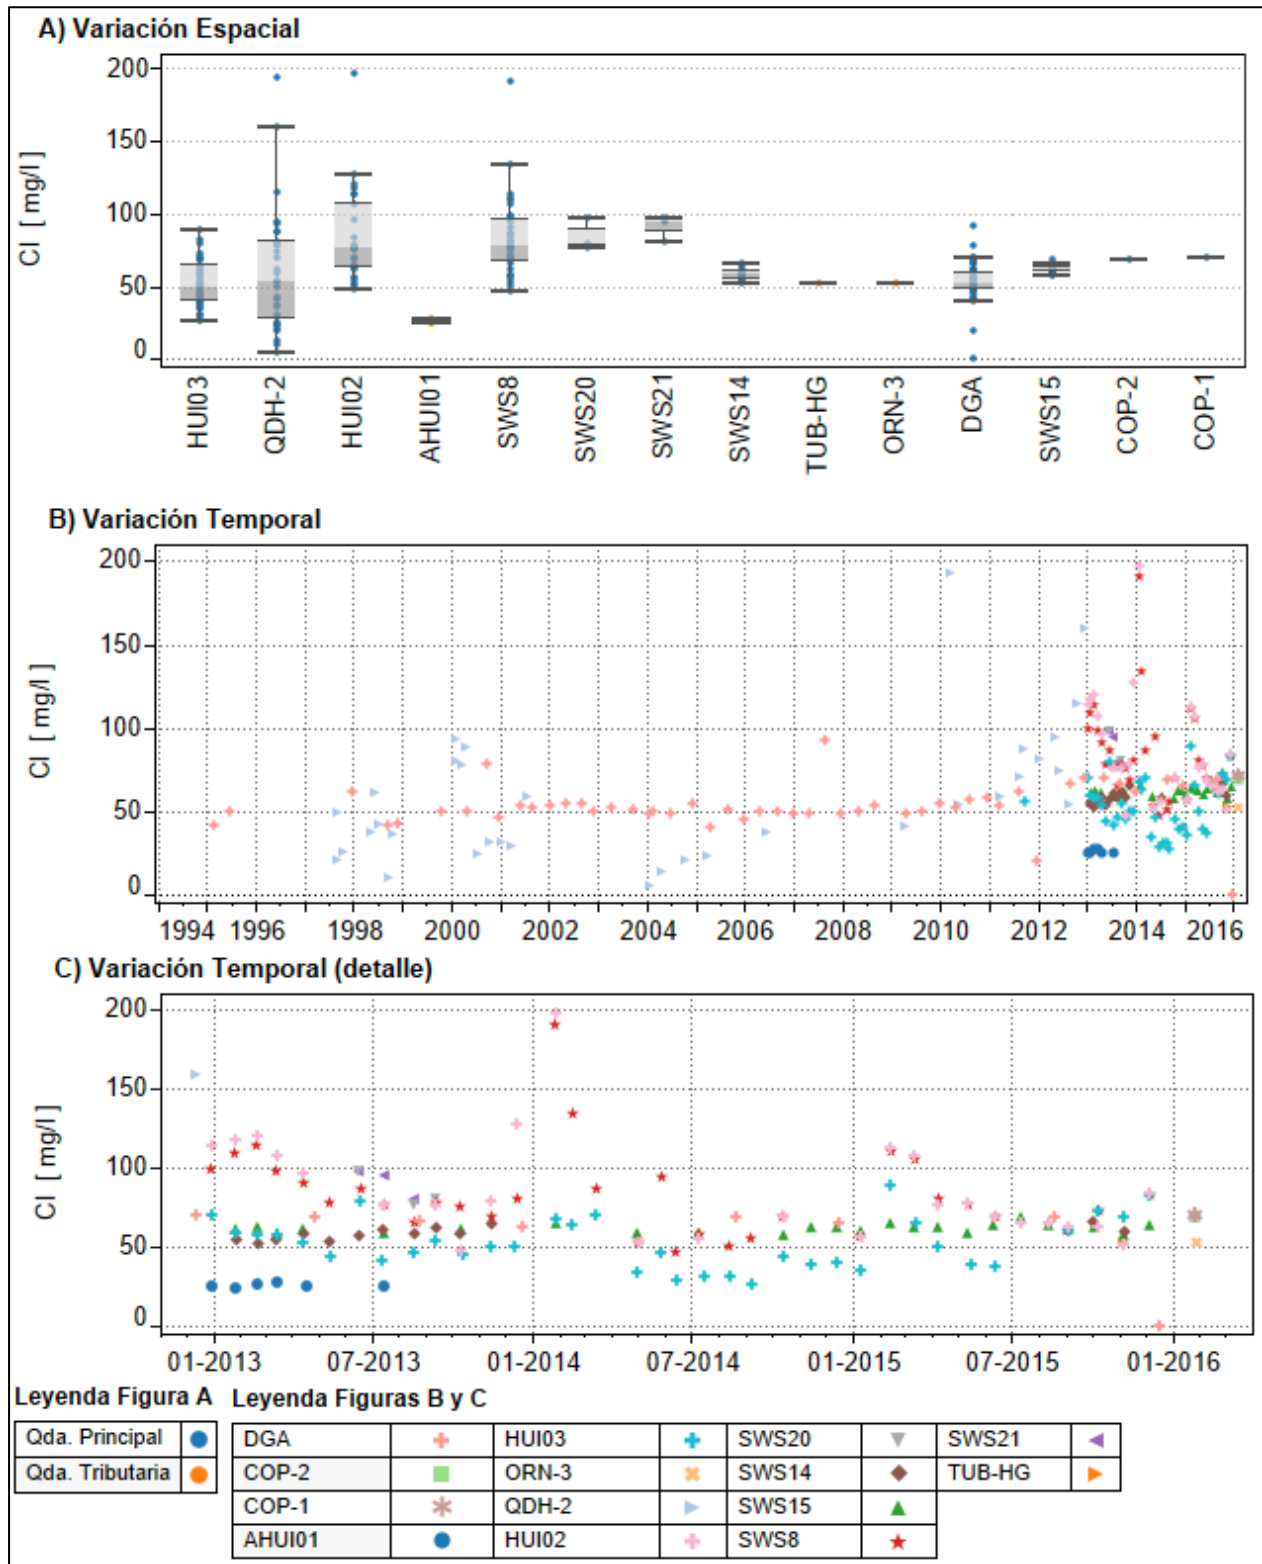 A) Variación Espacial
Cl [ mg/l ]
200
150
100
50
0
HUI03 QDH-2 HUI02 AHUI01 SWS8 SWS20 SWS21 SWS14 TUB-HG ORN-3 DGA SWS15 COP-2 COP-1
B) Variación Temporal
Cl [ mg/l ]
200
150
100
50
0
1994 1996 1998 2000 2002 2004 2006 2008 2010 2012 2014 2016
C) Variación Temporal (detalle)
Cl [ mg/l ]
200
150
100
50
0
01-2013 07-2013 01-2014 07-2014 01-2015 07-2015 01-2016
Leyenda Figura A
Qda. Principal
Qda. Tributaria
Leyenda Figuras B y C
DGA HUI03 SWS20 SWS21
COP-2 ORN-3 SWS14 TUB-HG
COP-1 QDH-2 SWS15
AHUI01 HUI02 SWS8